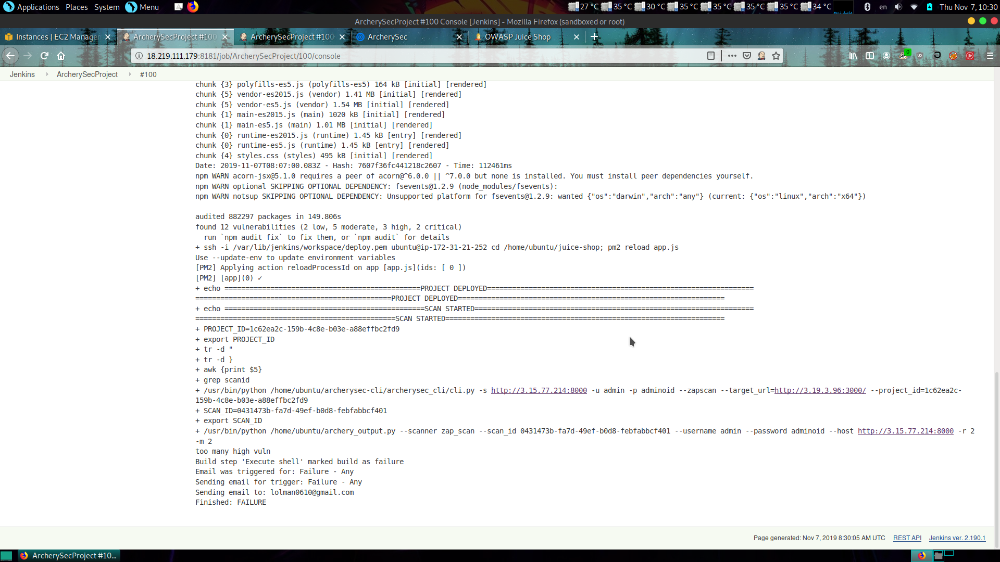 Applications Places System Menu 27 °C 35 °C 30 °C 35 °C 35 °C 35 °C 35 °C 34 °C en Thu Nov 7, 10:30
ArcherySecProject #100 Console [Jenkins] - Mozilla Firefox (sandboxed or root)
Instances | EC2 Manage ArcherySecProject #100 ArcherySecProject #100 ArcherySec OWASP Juice Shop
18.219.111.179:8181/job/ArcherySecProject/100/console 0
Jenkins ArcherySecProject #100
chunk {3} polyfills-es5.js (polyfills-es5) 164 kB [initial] [rendered]
chunk {5} vendor-es2015.js (vendor) 1.41 MB [initial] [rendered]
chunk {5} vendor-es5.js (vendor) 1.54 MB [initial] [rendered]
chunk {1} main-es2015.js (main) 1020 kB [initial] [rendered]
chunk {1} main-es5.js (main) 1.01 MB [initial] [rendered]
chunk {0} runtime-es2015.js (runtime) 1.45 kB [entry] [rendered]
chunk {0} runtime-es5.js (runtime) 1.45 kB [entry] [rendered]
chunk {4} styles.css (styles) 495 kB [initial] [rendered]
Date: 2019-11-07T08:07:00.083Z - Hash: 7607f36fc441218c2607 - Time: 112461ms
npm WARN acorn-jsx@5.1.0 requires a peer of acorn@^6.0.0 || ^7.0.0 but none is installed. You must install peer dependencies yourself.
npm WARN optional SKIPPING OPTIONAL DEPENDENCY: fsevents@1.2.9 (node_modules/fsevents):
npm WARN notsup SKIPPING OPTIONAL DEPENDENCY: Unsupported platform for fsevents@1.2.9: wanted {"os":"darwin","arch":"any"} (current: {"os":"linux","arch":"x64"})
audited 882297 packages in 149.806s
found 12 vulnerabilities (2 low, 5 moderate, 3 high, 2 critical)
run `npm audit fix` to fix them, or `npm audit` for details
+ ssh -i /var/lib/jenkins/workspace/deploy.pem ubuntu@ip-172-31-21-252 cd /home/ubuntu/juice-shop; pm2 reload app.js
Use --update-env to update environment variables
[PM2] Applying action reloadProcessId on app [app.js](ids: [ 0 ])
[PM2] [app](0) ✓
+ echo ===============================================PROJECT DEPLOYED================================================================
===============================================PROJECT DEPLOYED================================================================
+ echo ================================================SCAN STARTED===================================================================
================================================SCAN STARTED===================================================================
+ PROJECT_ID=1c62ea2c-159b-4c8e-b03e-a88effbc2fd9
+ export PROJECT_ID
+ tr -d "
+ tr -d }
+ awk {print $5}
+ grep scanid
+ /usr/bin/python /home/ubuntu/archerysec-cli/archerysec_cli/cli.py -s http://3.15.77.214:8000 -u admin -p adminoid --zapscan --target_url=http://3.19.3.96:3000/ --project_id=1c62ea2c-
159b-4c8e-b03e-a88effbc2fd9
+ SCAN_ID=0431473b-fa7d-49ef-b0d8-febfabbcf401
+ export SCAN_ID
+ /usr/bin/python /home/ubuntu/archery_output.py --scanner zap_scan --scan_id 0431473b-fa7d-49ef-b0d8-febfabbcf401 --username admin --password adminoid --host http://3.15.77.214:8000 -r 2
-m 2
too many high vuln
Build step 'Execute shell' marked build as failure
Email was triggered for: Failure - Any
Sending email for trigger: Failure - Any
Sending email to: lolman0610@gmail.com
Finished: FAILURE
Page generated: Nov 7, 2019 8:30:05 AM UTC REST API Jenkins ver. 2.190.1
ArcherySecProject #10...